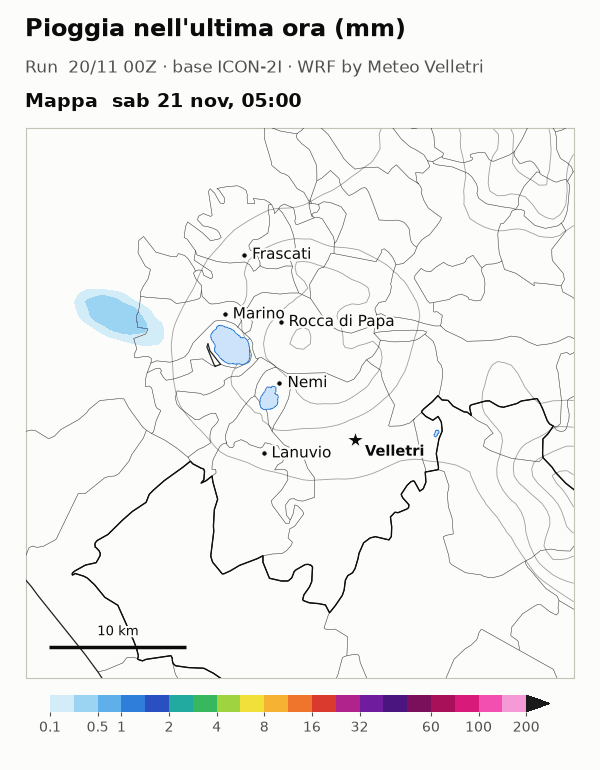 Pioggia nell'ultima ora (mm)
Run  20/11 00Z · base ICON-2I · WRF by Meteo Velletri
Mappa  sab 21 nov, 05:00
Frascati
Marino
Rocca di Papa
Nemi
Velletri
Lanuvio
10 km
0.1 0.5 1 2 4 8 16 32 60 100 200